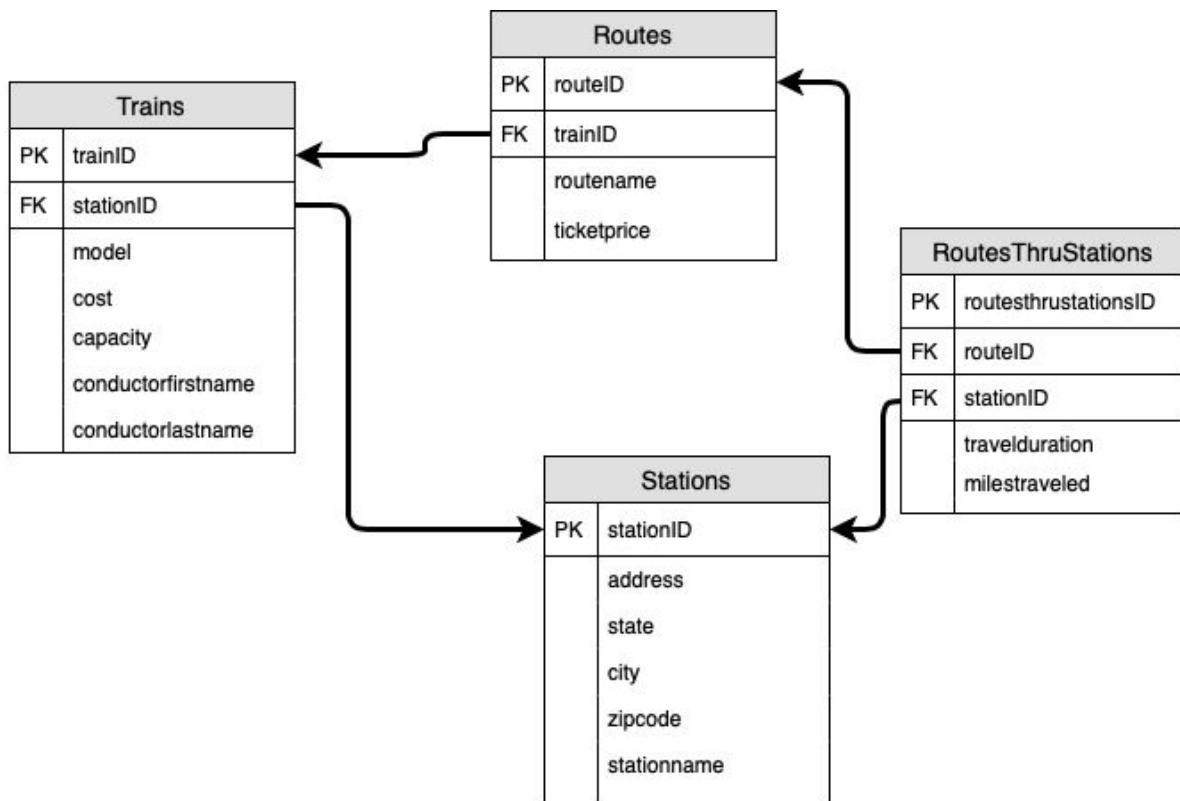 Routes
PK routeID
FK trainID
routename
ticketprice
Trains
PK trainID
FK stationID
model
cost
capacity
conductorfirstname
conductorlastname
RoutesThruStations
PK routesthrustationsID
FK routeID
FK stationID
travelduration
milestraveled
Stations
PK stationID
address
state
city
zipcode
stationname